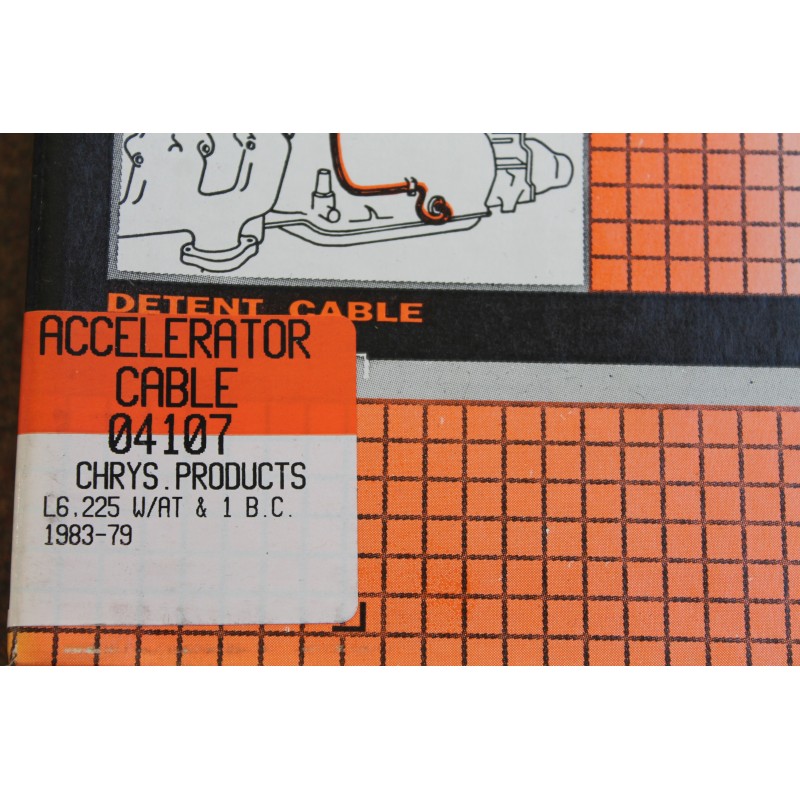 DETENT CABLE
ACCELERATOR
CABLE
04107
CHRYS.PRODUCTS
L6,225 W/AT & 1 B.C.
1983-79